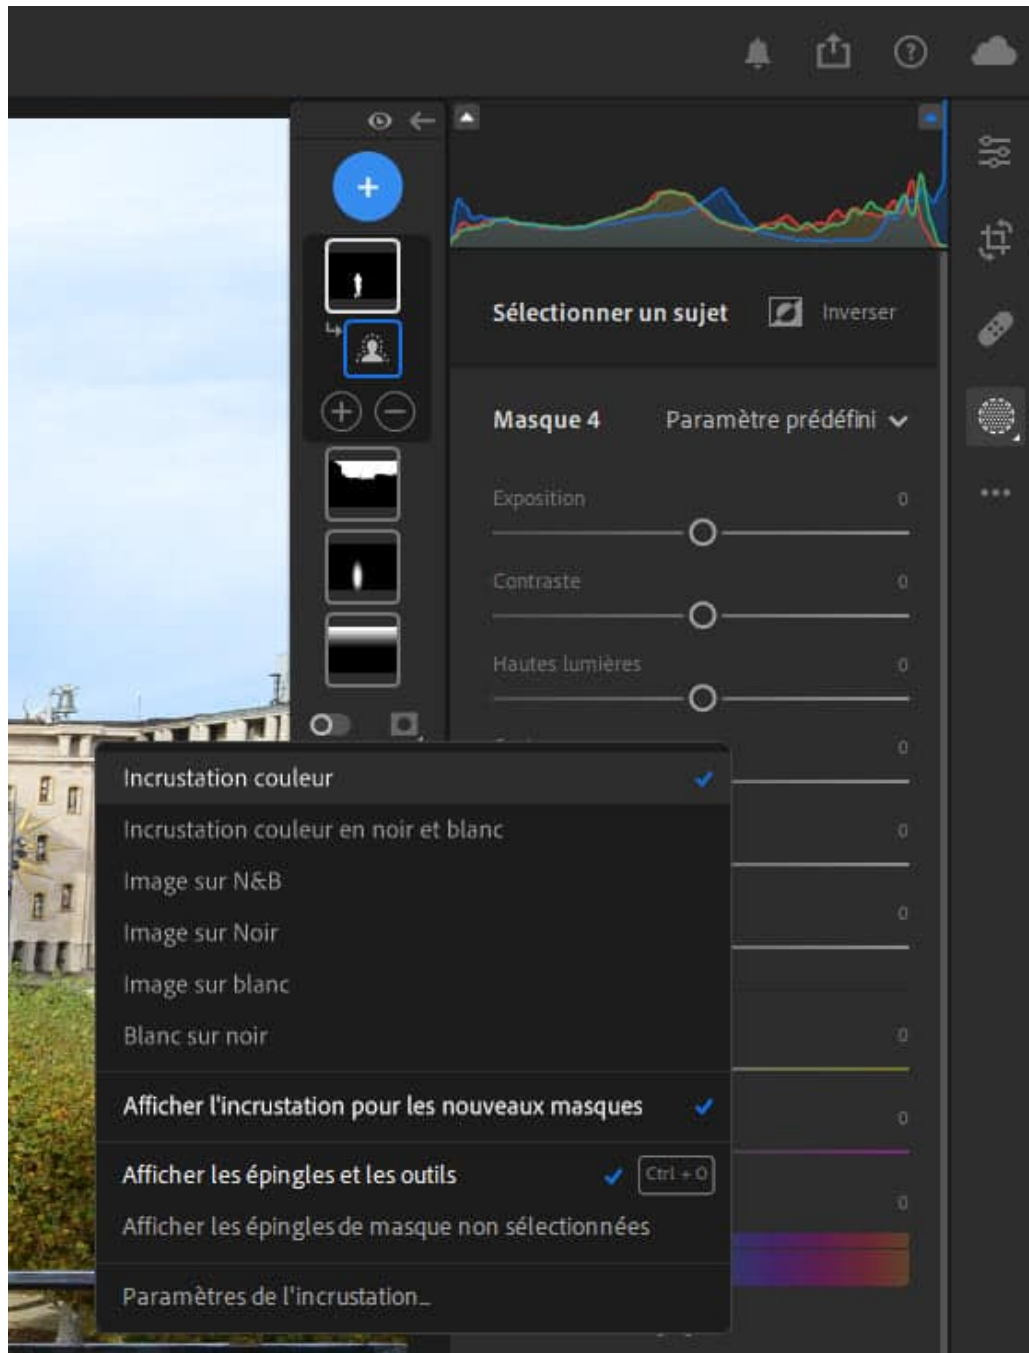 Sélectionner un sujet Inverser
Masque 4 Paramètre prédéfini
Exposition 0
Contraste 0
Hautes lumières 0
0
Incrustation couleur
Incrustation couleur en noir et blanc
0
Image sur N&B
Image sur Noir
0
Image sur blanc
Blanc sur noir
0
Afficher l'incrustation pour les nouveaux masques
0
Afficher les épingles et les outils Ctrl + O
0
Afficher les épingles de masque non sélectionnées
Paramètres de l'incrustation...